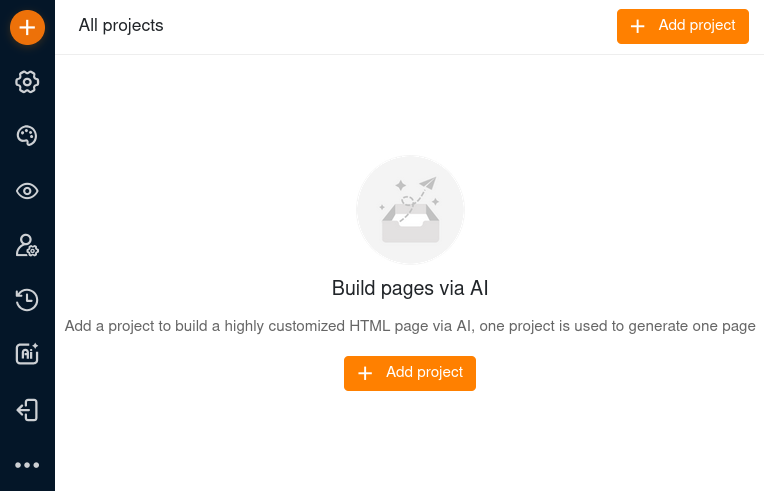 All projects
Add project
Ai
Build pages via AI
Add a project to build a highly customized HTML page via AI, one project is used to generate one page
Add project